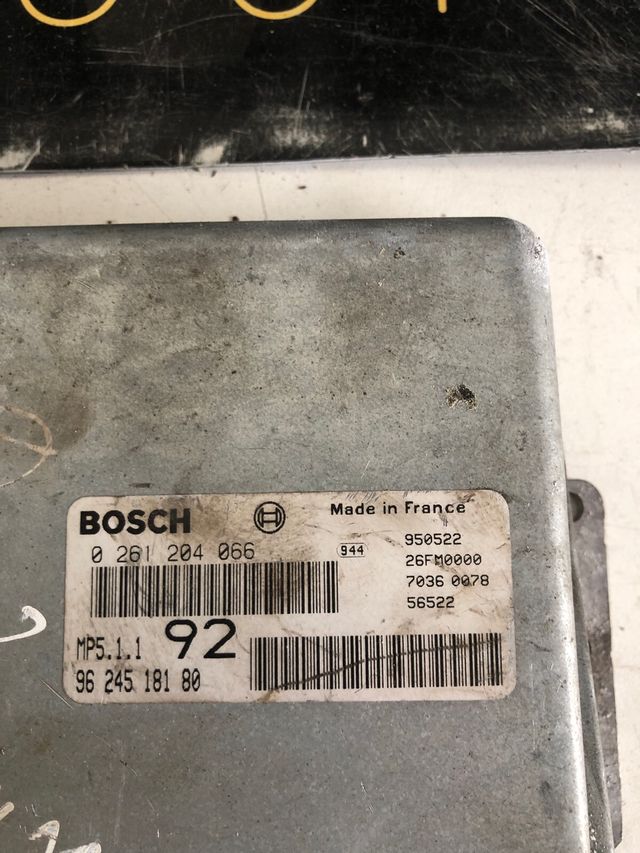 BOSCH
Made in France
0 261 204 066
944
950522
26FM0000
7036 0078
56522
MP5.1.1 92
96 245 181 80